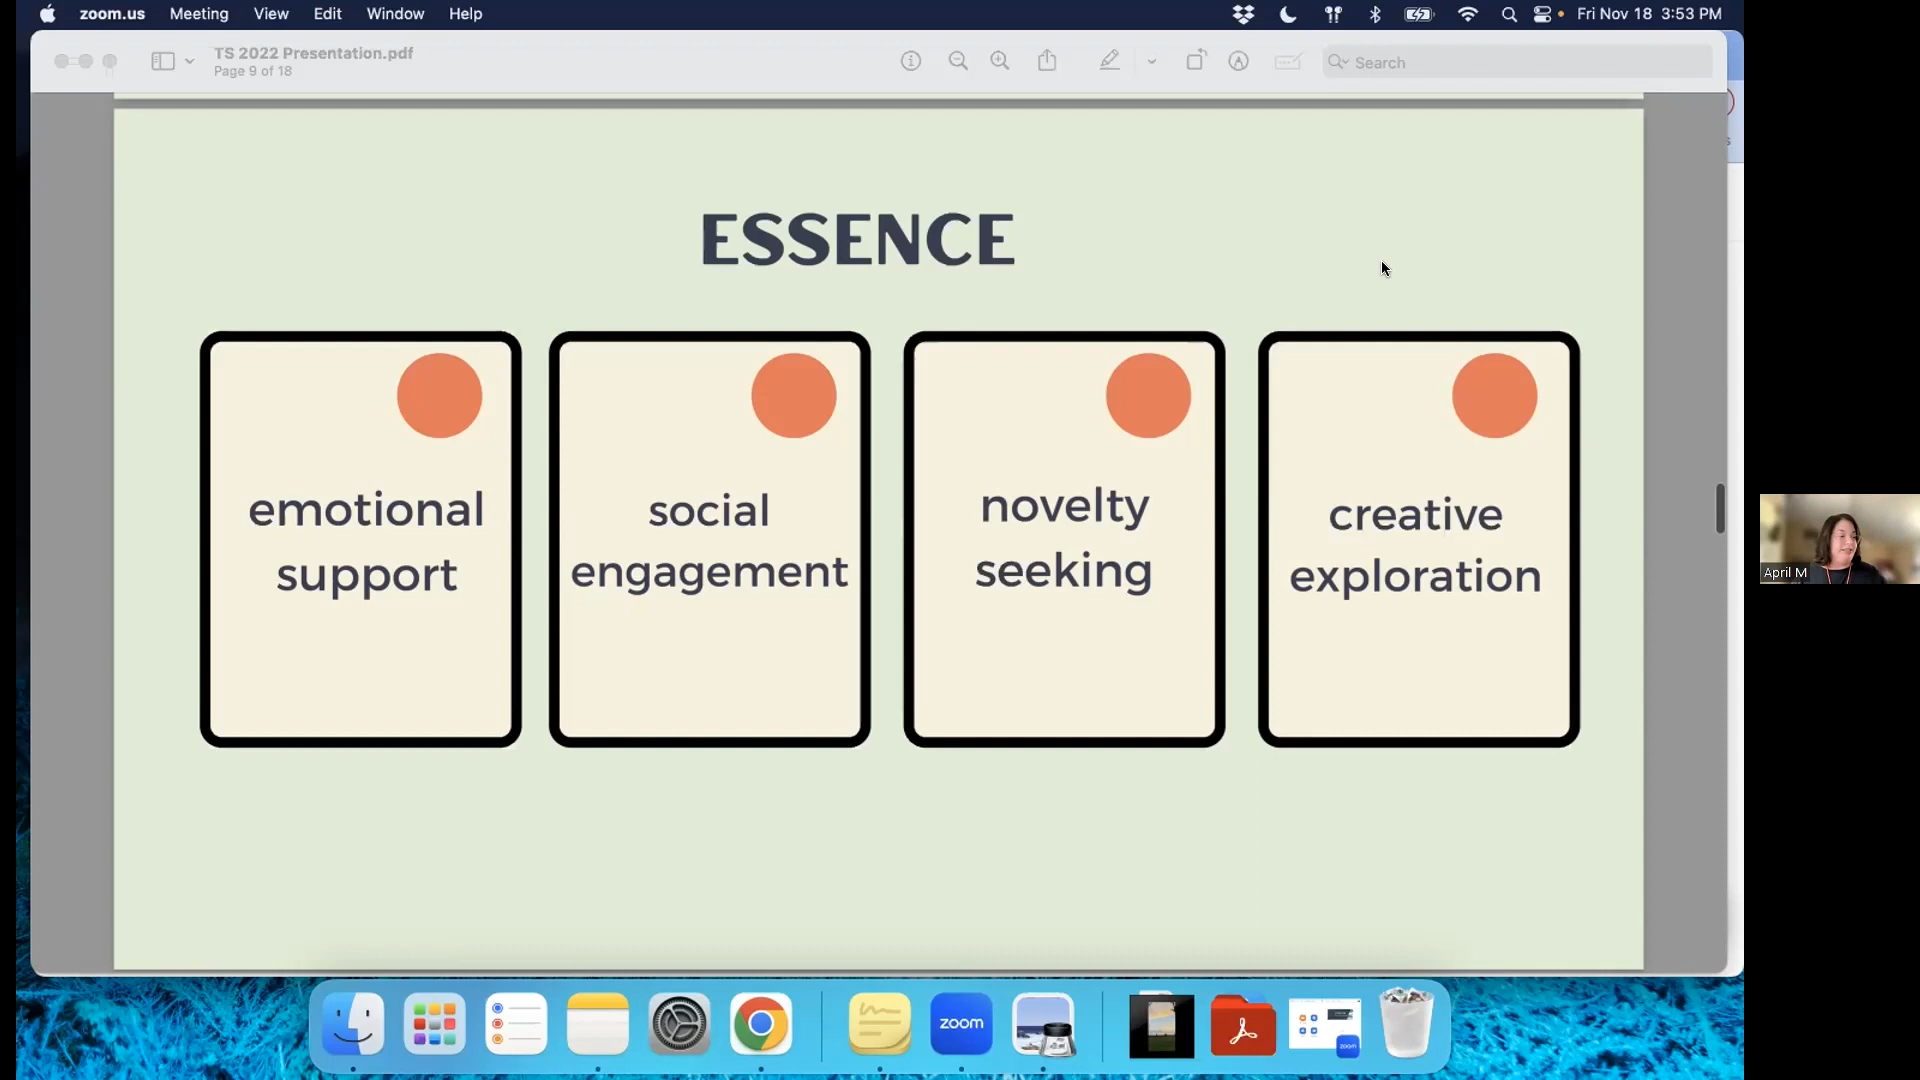 zoom.us Meeting View Edit Window Help Fri Nov 18 3:53 PM
TS 2022 Presentation.pdf
Page 9 of 18
Search
ESSENCE
emotional
support
social
engagement
novelty
seeking
creative
exploration
April M
zoom
zoom